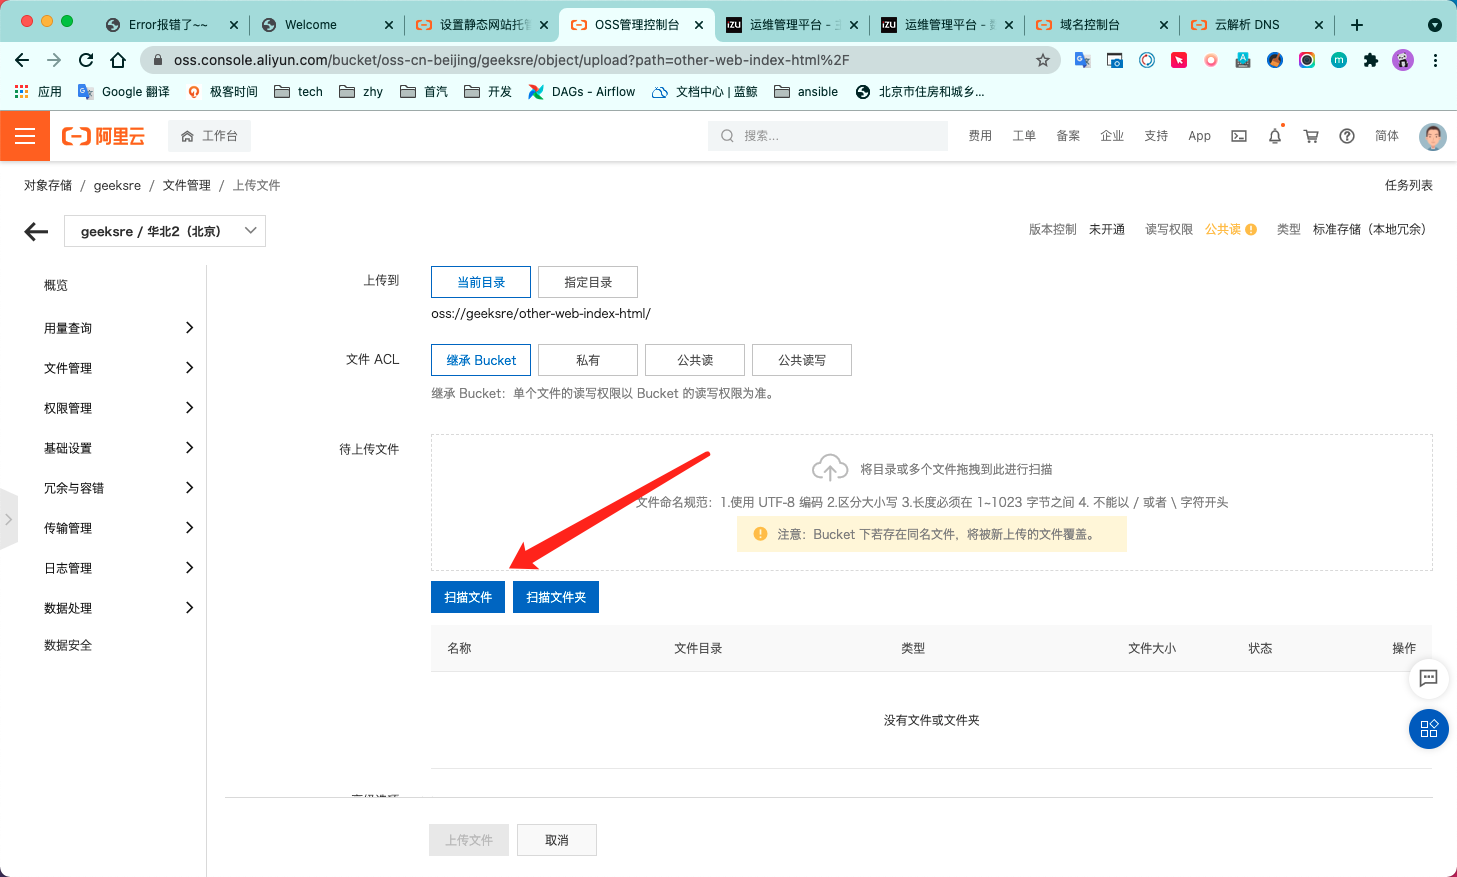 Error报错了~~
Welcome
设置静态网站托管
OSS管理控制台
运维管理平台 - 主
运维管理平台 -
域名控制台
云解析 DNS
oss.console.aliyun.com/bucket/oss-cn-beijing/geeksre/object/upload?path=other-web-index-html%2F
应用
Google 翻译
极客时间
tech
zhy
首汽
开发
DAGs - Airflow
文档中心 | 蓝鲸
ansible
北京市住房和城乡...
阿里云
工作台
搜索...
费用
工单
备案
企业
支持
App
简体
对象存储 / geeksre / 文件管理 / 上传文件
任务列表
geeksre / 华北2（北京）
版本控制 未开通
读写权限 公共读
类型 标准存储（本地冗余）
概览
用量查询
文件管理
权限管理
基础设置
冗余与容错
传输管理
日志管理
数据处理
数据安全
上传到
当前目录
指定目录
oss://geeksre/other-web-index-html/
文件 ACL
继承 Bucket
私有
公共读
公共读写
继承 Bucket：单个文件的读写权限以 Bucket 的读写权限为准。
待上传文件
将目录或多个文件拖拽到此进行扫描
文件命名规范：1.使用 UTF-8 编码 2.区分大小写 3.长度必须在 1~1023 字节之间 4. 不能以 / 或者 \ 字符开头
注意：Bucket 下若存在同名文件，将被新上传的文件覆盖。
扫描文件
扫描文件夹
名称
文件目录
类型
文件大小
状态
操作
没有文件或文件夹
高级选项
上传文件
取消